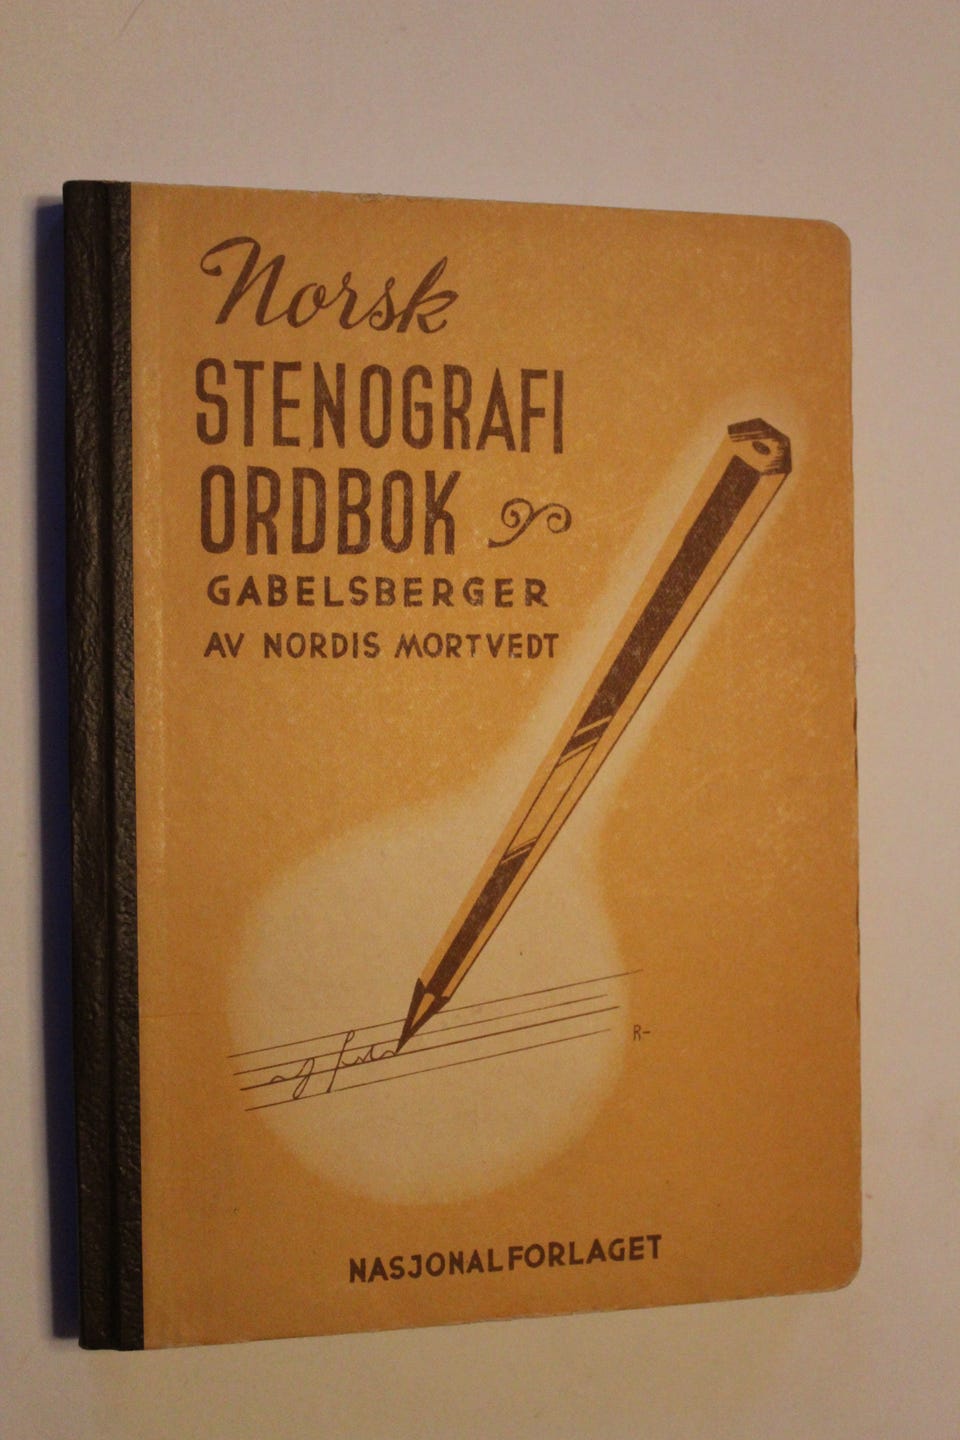 Norsk
STENOGRAFI
ORDBOK
GABELSBERGER
AV NORDIS MORTVEDT
R-
NASJONALFORLAGET